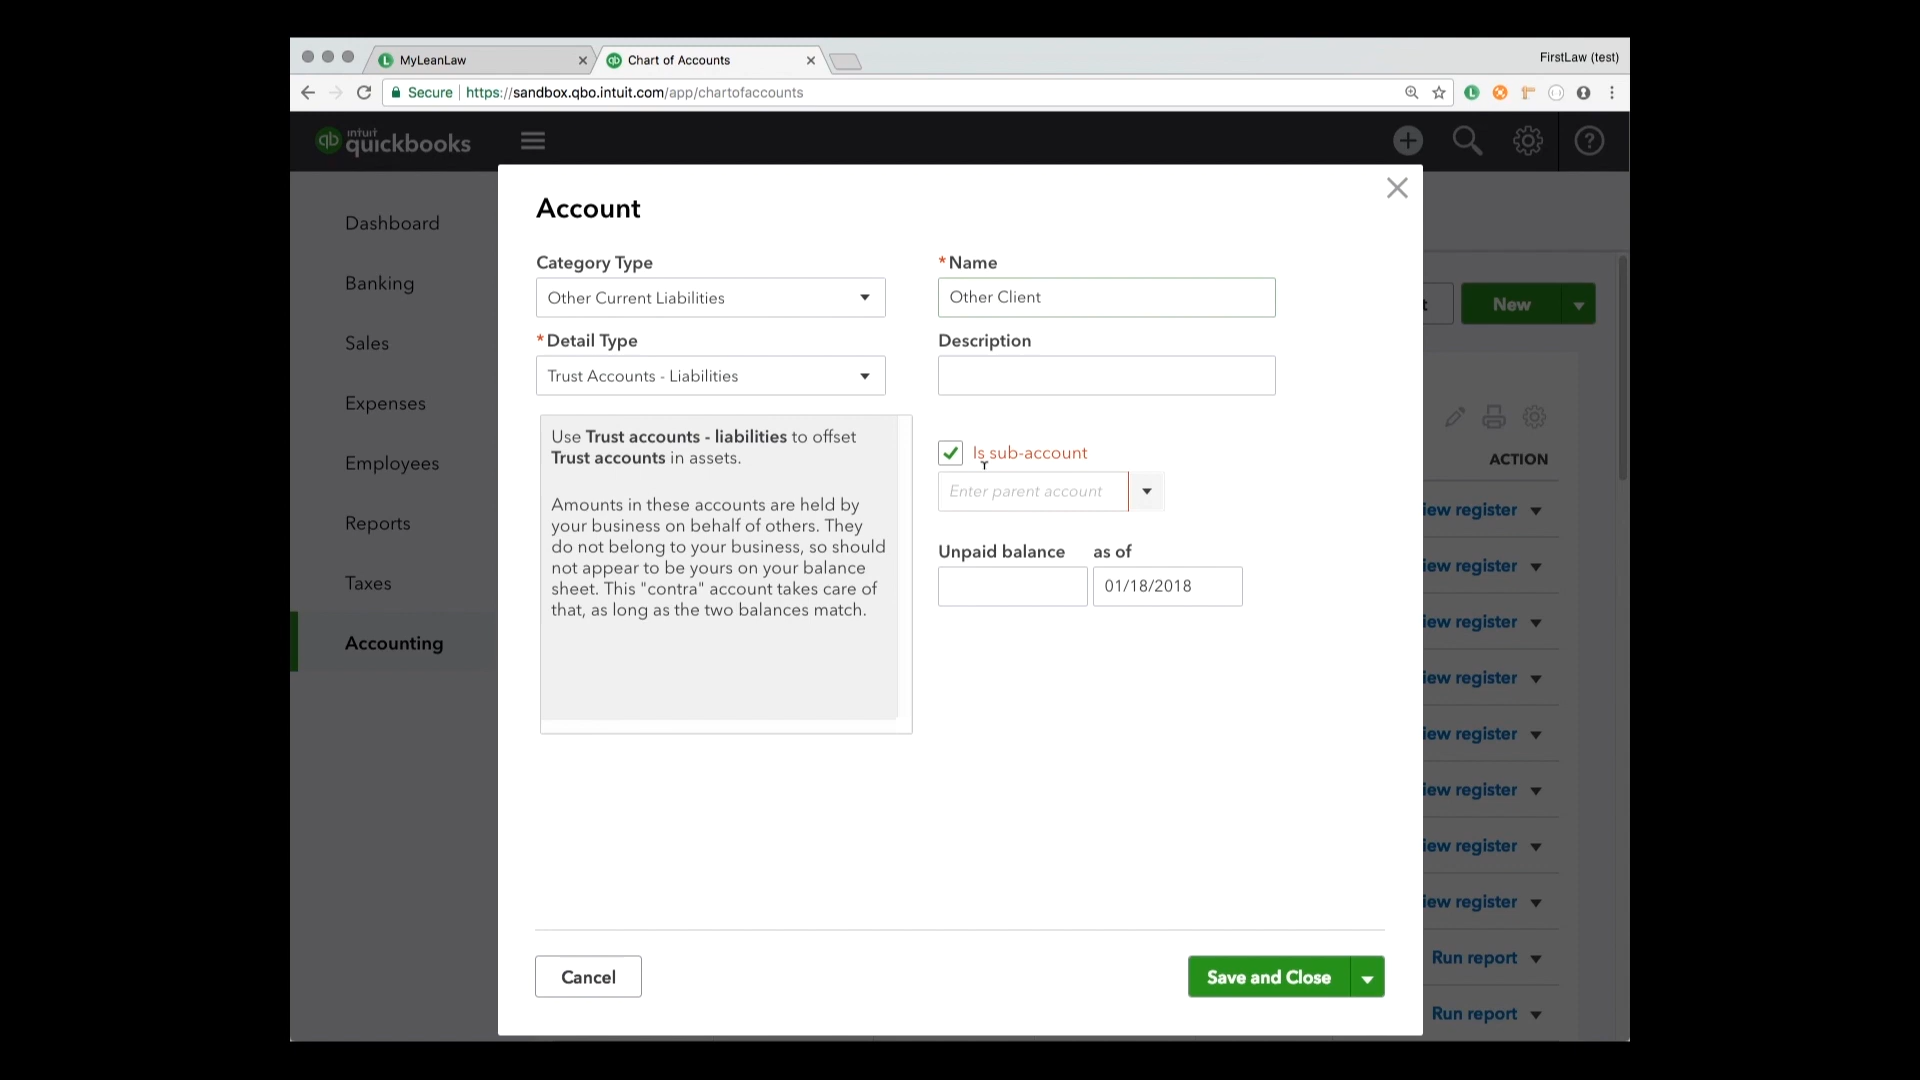 MyLeanLaw
Chart of Accounts
FirstLaw (test)
Secure
https://sandbox.qbo.intuit.com/app/chartofaccounts
intuit
quickbooks
Dashboard
Banking
Sales
Expenses
Employees
Reports
Taxes
Accounting
Account
Category Type
Other Current Liabilities
* Detail Type
Trust Accounts - Liabilities
Use Trust accounts - liabilities to offset
Trust accounts in assets.
Amounts in these accounts are held by
your business on behalf of others. They
do not belong to your business, so should
not appear to be yours on your balance
sheet. This "contra" account takes care of
that, as long as the two balances match.
* Name
Other Client
Description
Is sub-account
Enter parent account
Unpaid balance as of
01/18/2018
Cancel
Save and Close
New
ACTION
iew register
iew register
iew register
iew register
iew register
iew register
iew register
iew register
Run report
Run report